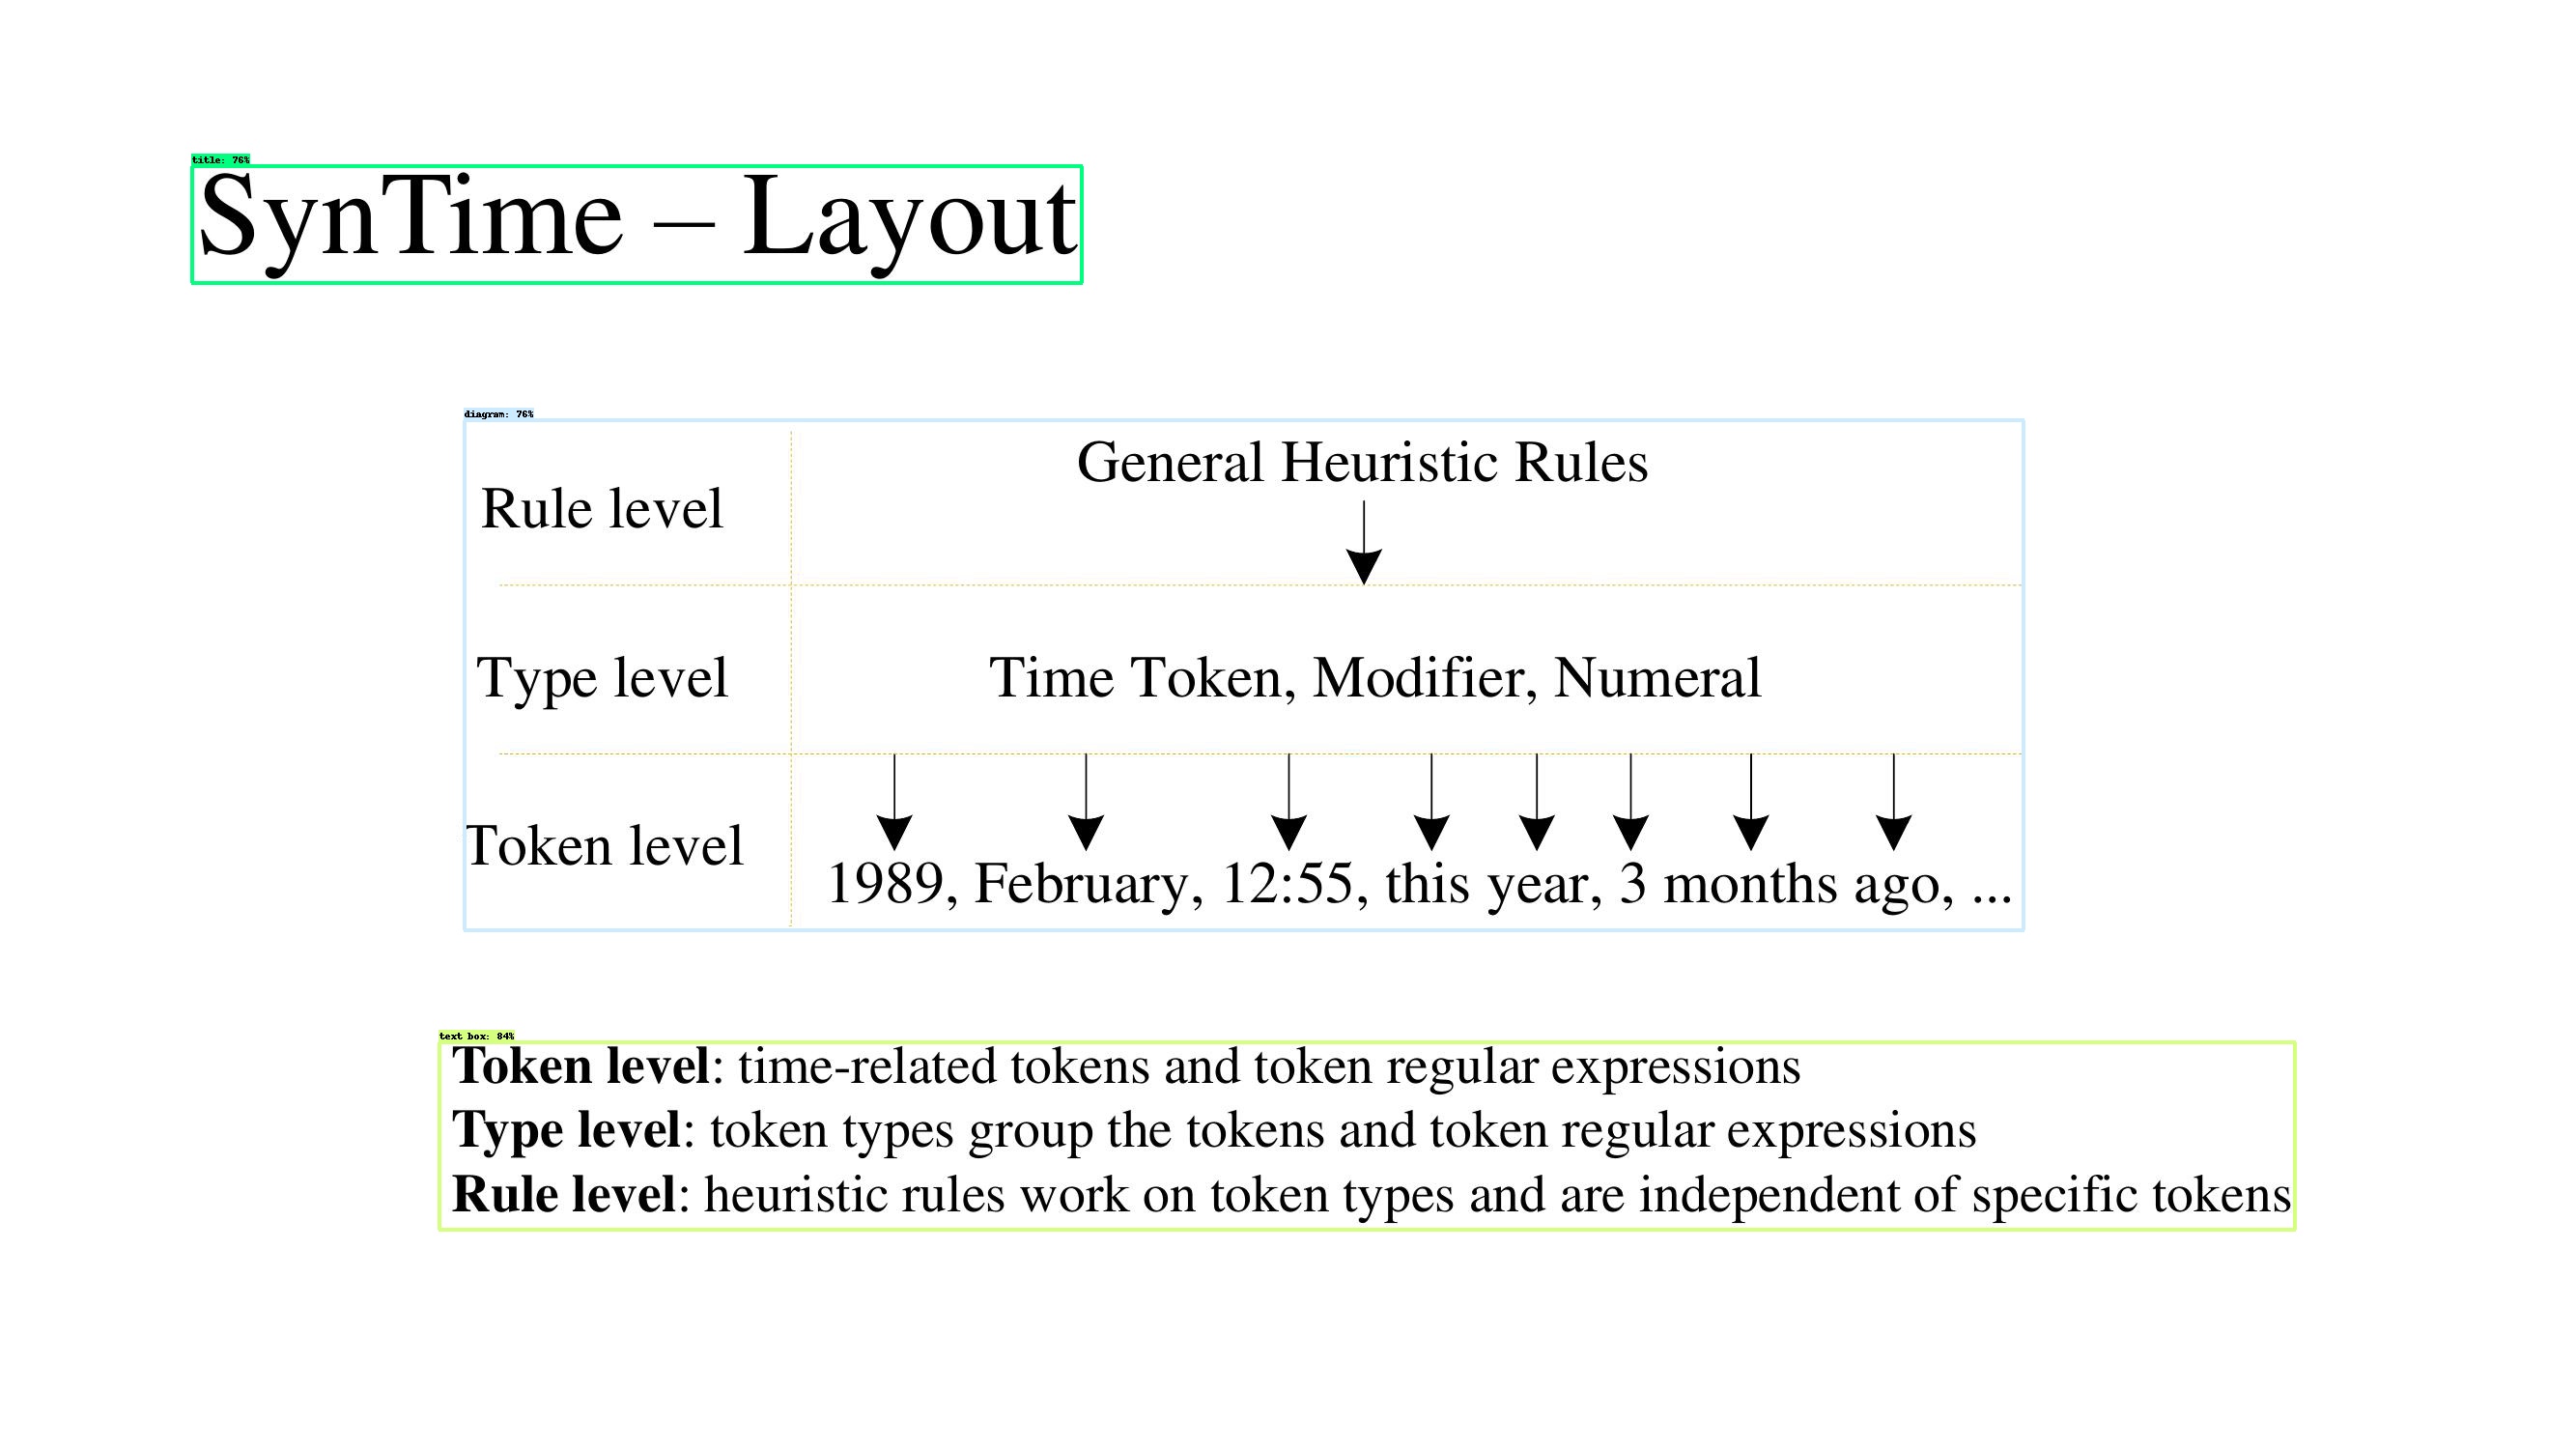 title: 76%
SynTime – Layout
diagram: 76%
General Heuristic Rules
Rule level
Type level
Time Token, Modifier, Numeral
Token level
1989, February, 12:55, this year, 3 months ago, ...
text box: 84%
Token level: time-related tokens and token regular expressions
Type level: token types group the tokens and token regular expressions
Rule level: heuristic rules work on token types and are independent of specific tokens